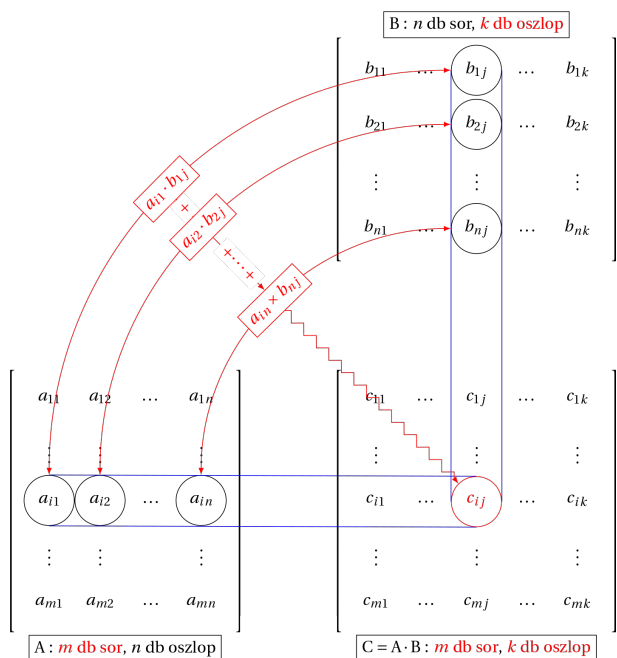 B : n db sor, k db oszlop
b₁₁ … b₁ⱼ … b₁ₖ
b₂₁ … b₂ⱼ … b₂ₖ
⋮ ⋮ ⋮
bₙ₁ … bₙⱼ … bₙₖ
aᵢ₁ · b₁ⱼ
+
aᵢ₂ · b₂ⱼ
+ ⋯ +
aᵢₙ × bₙⱼ
a₁₁ a₁₂ … a₁ₙ
⋮ ⋮ ⋮
aᵢ₁ aᵢ₂ … aᵢₙ
⋮ ⋮ ⋮
aₘ₁ aₘ₂ … aₘₙ
A : m db sor, n db oszlop
c₁₁ … c₁ⱼ … c₁ₖ
⋮ ⋮ ⋮
cᵢ₁ … cᵢⱼ … cᵢₖ
⋮ ⋮ ⋮
cₘ₁ … cₘⱼ … cₘₖ
C = A · B : m db sor, k db oszlop